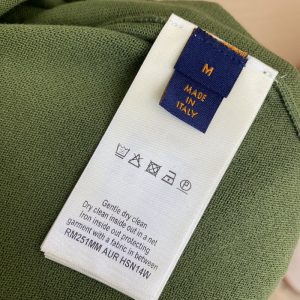 M
MADE
IN
ITALY
Gentle dry clean
Dry clean inside out in a net
Iron inside out protecting
garment with a fabric in between
RM251MM AUR HSN14W